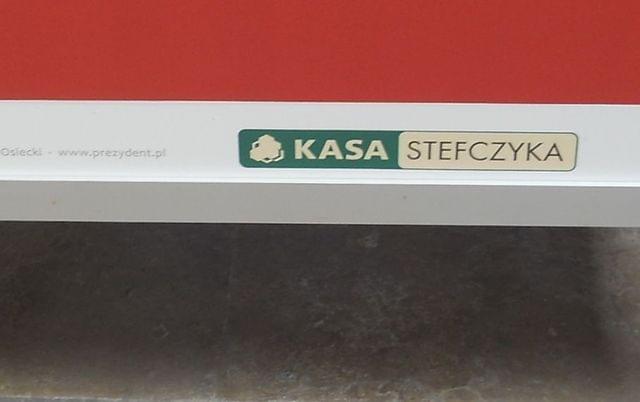 Osiecki - www.prezydent.pl
KASA STEFCZYKA